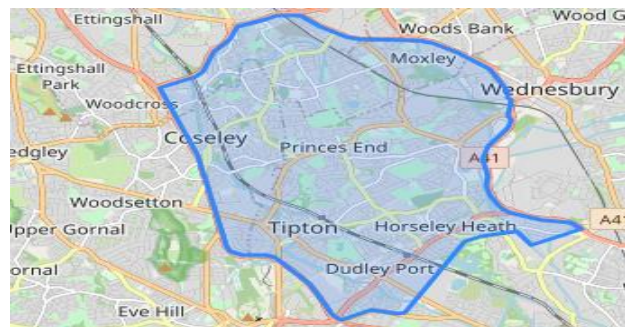 Ettingshall
Woods Bank
Wood G
Moxley
Ettingshall
Park
Woodcross
Wednesbury
Coseley
Princes End
edgley
A41
Woodsetton
Upper Gornal
Tipton
Horseley Heath
A41
ornal
Dudley Port
Eve Hill